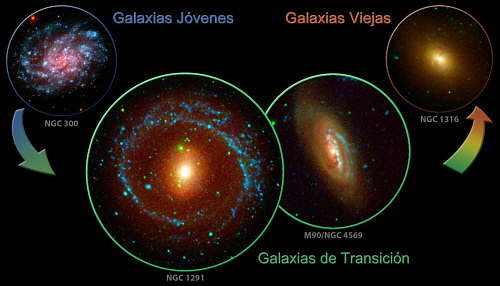 Galaxias Jóvenes
Galaxias Viejas
NGC 300
NGC 1316
M90/NGC 4569
Galaxias de Transición
NGC 1291